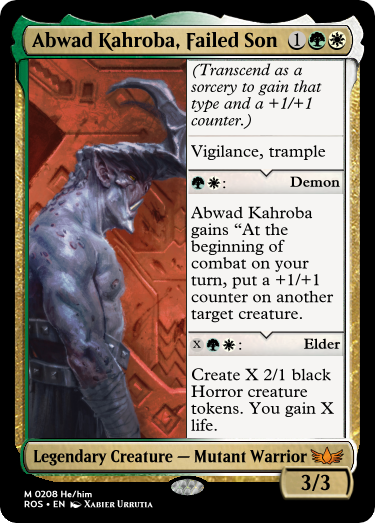 Abwad Kahroba, Failed Son 1
(Transcend as a
sorcery to gain that
type and a +1/+1
counter.)
Vigilance, trample
: Demon
Abwad Kahroba
gains “At the
beginning of
combat on your
turn, put a +1/+1
counter on another
target creature.
X : Elder
Create X 2/1 black
Horror creature
tokens. You gain X
life.
Legendary Creature — Mutant Warrior
3/3
M 0208 He/him
ROS • EN Xabier Urrutia